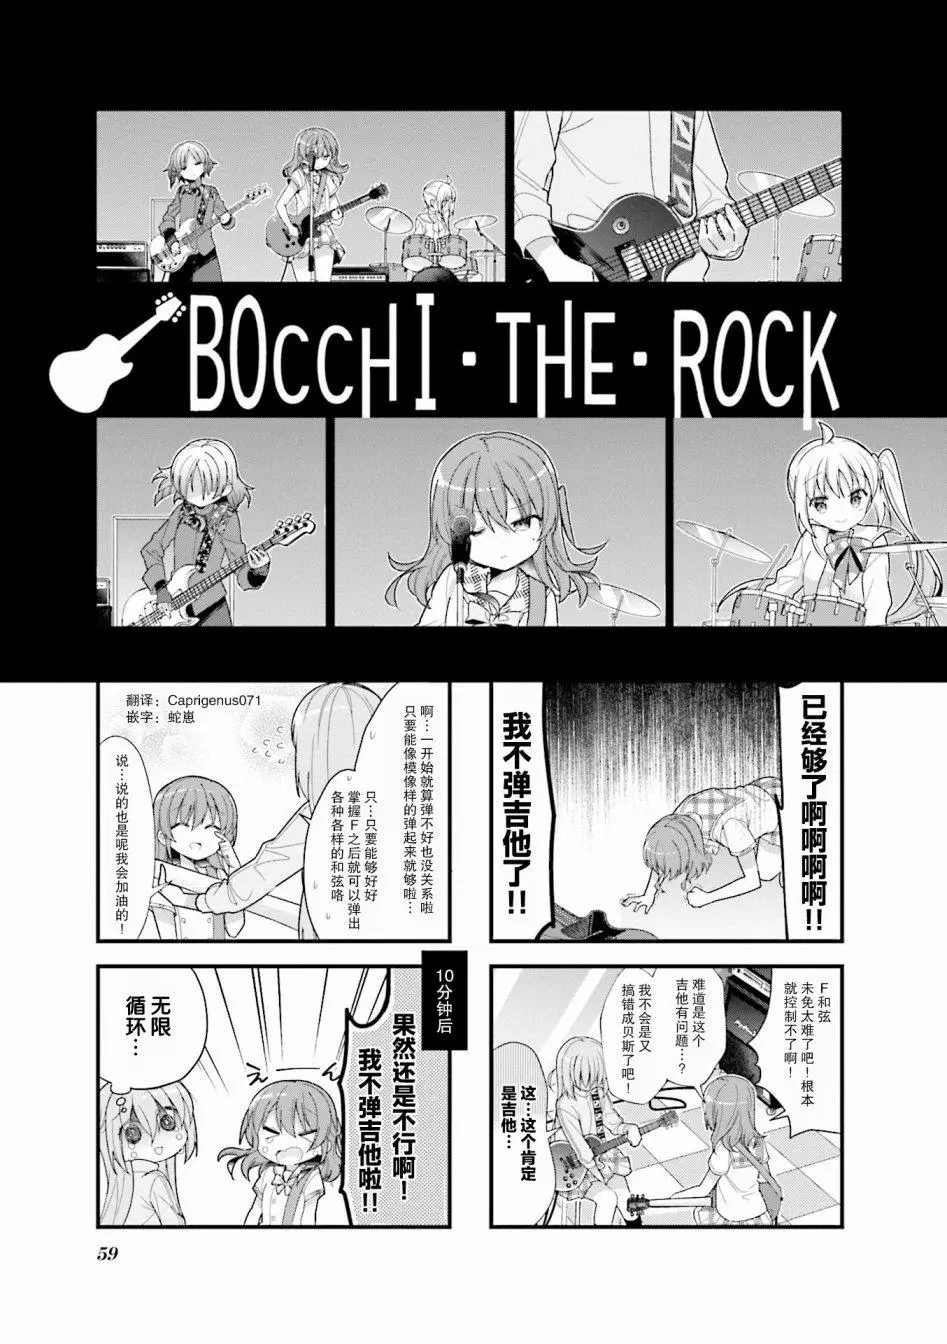 BOCCHI・THE・ROCK
已经够了啊啊啊啊!!
我不弹吉他了!!
F和弦
未免太难了吧!根本
就控制不了啊!
难道是这个
吉他有问题…?
我不会是又
搞错成贝斯了吧!
这…这个肯定
是吉他…
翻译：Caprigenus071
嵌字：蛇崽
啊…一开始就算弹不好也没关系啦
只要能像模像样的弹起来就够啦…
只…只要能够好好
掌握F之后就可以弹出
各种各样的和弦咯
说…说的也是呢我会加油的!
10分钟后
果然还是不行啊!
我不弹吉他啦!!
无限
循环…
59